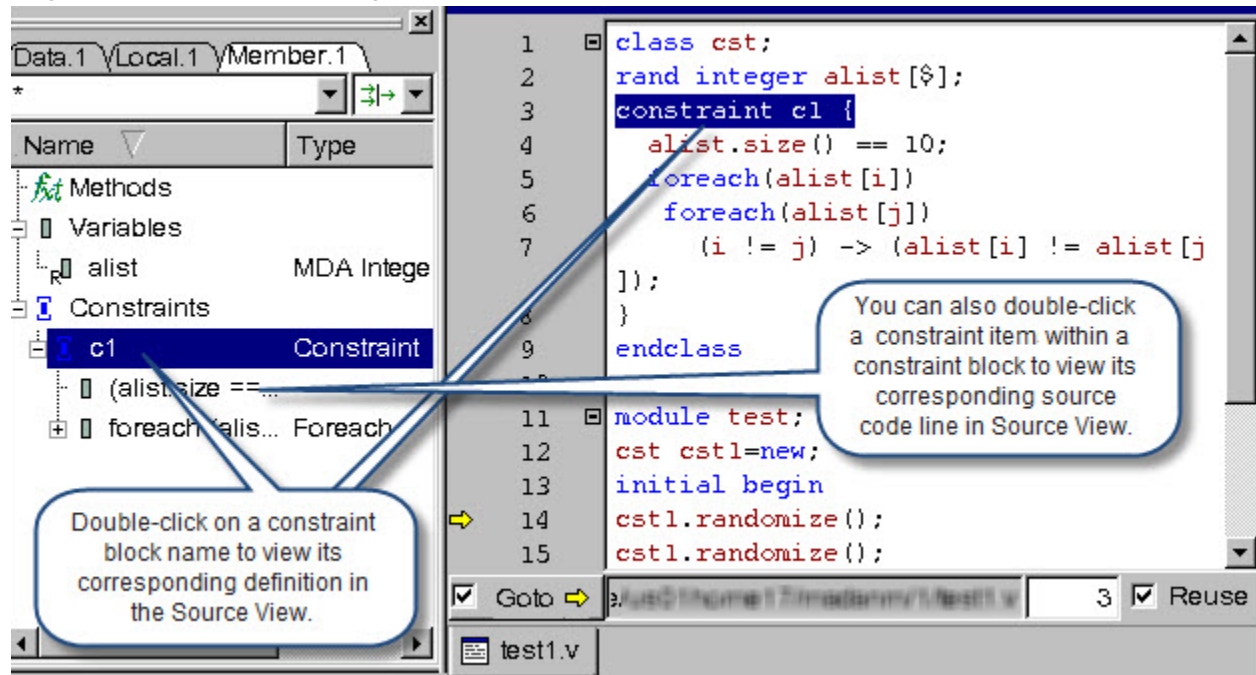 Data.1 Local.1 Member.1
*
Name Type
Methods
Variables
R alist MDA Intege
Constraints
c1 Constraint
(alist.size ==...
foreach (alis... Foreach
Double-click on a constraint
block name to view its
corresponding definition in
the Source View.
1 class cst;
2 rand integer alist[$];
3 constraint c1 {
4 alist.size() == 10;
5 foreach(alist[i])
6 foreach(alist[j])
7 (i != j) -> (alist[i] != alist[j
]);
8 }
9 endclass
10
11 module test;
12 cst cst1=new;
13 initial begin
14 cst1.randomize();
15 cst1.randomize();
You can also double-click
a constraint item within a
constraint block to view its
corresponding source
code line in Source View.
Goto 3 Reuse
test1.v